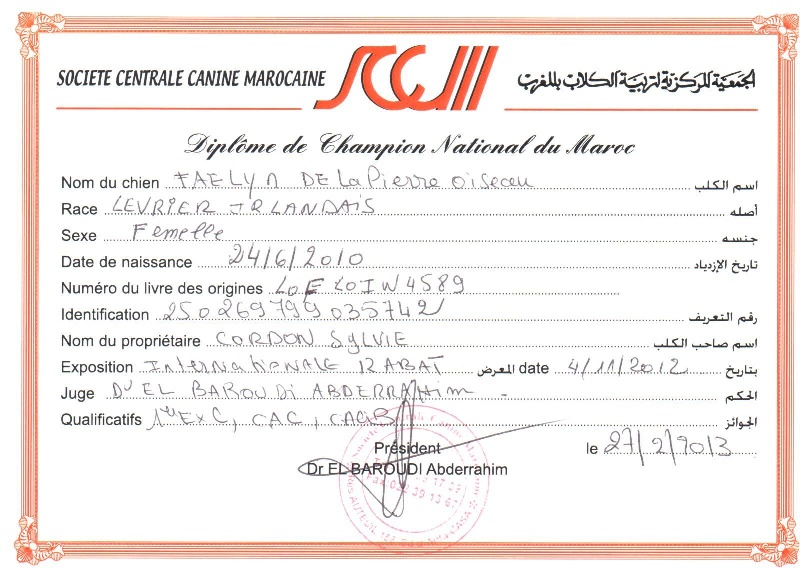 SOCIETE CENTRALE CANINE MAROCAINE SCCM الجمعية المركزية لتربية الكلاب بالمغرب
Diplôme de Champion National du Maroc
Nom du chien FAELYN DE La Pierre oiseau اسم الكلب
Race LEVRIER IRLANDAIS أصله
Sexe Femelle جنسه
Date de naissance 24/6/2010 تاريخ الإزدياد
Numéro du livre des origines LOE LOIW4589
Identification 250269799035742 رقم التعريف
Nom du propriétaire CORDON SYLVIE اسم صاحب الكلب
Exposition InternationALE RABAT المعرض date 4/11/2012 بتاريخ
Juge Dr EL BAROUDI ABDERRAHim الحكم
Qualificatifs 1er EXC, CAC, CACIB الجوائز
Président le 27/2/2013
Dr EL BAROUDI Abderrahim